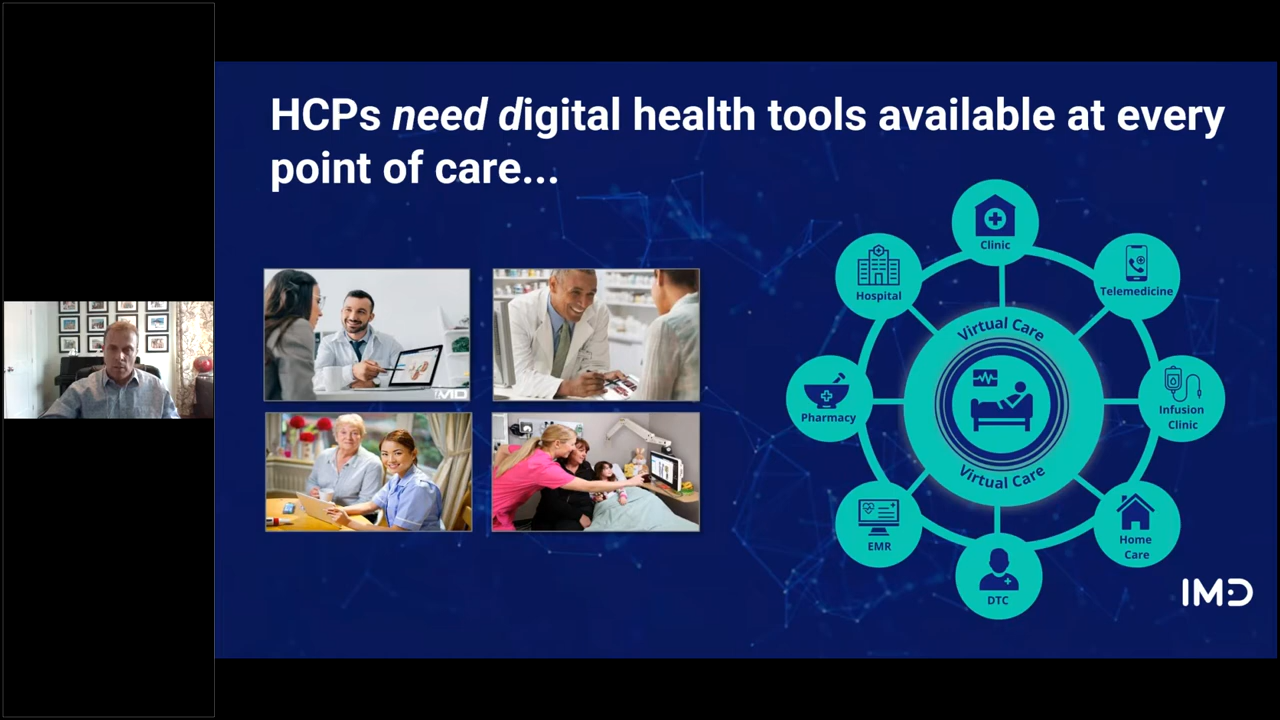 HCPs need digital health tools available at every
point of care...
Clinic
Hospital
Telemedicine
Virtual Care
Pharmacy
Infusion
Clinic
Virtual Care
EMR
Home
Care
DTC
IMD
IMD